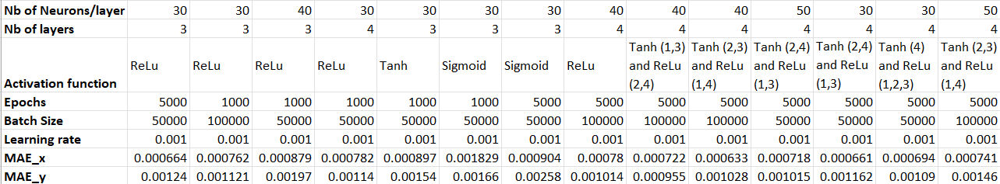 Nb of Neurons/layer 30 30 40 30 30 30 30 40 40 40 50 30 30 50
Nb of layers 3 3 3 4 3 3 3 4 4 4 4 4 4 4
Activation function ReLu ReLu ReLu ReLu Tanh Sigmoid Sigmoid ReLu Tanh (1,3) and ReLu (2,4) Tanh (2,3) and ReLu (1,4) Tanh (2,4) and ReLu (1,3) Tanh (2,4) and ReLu (1,3) Tanh (4) and ReLu (1,2,3) Tanh (2,3) and ReLu (1,4)
Epochs 5000 1000 1000 1000 1000 1000 5000 5000 5000 5000 5000 5000 5000 5000
Batch Size 50000 100000 50000 50000 50000 50000 50000 100000 100000 100000 50000 50000 50000 100000
Learning rate 0.001 0.001 0.001 0.001 0.001 0.001 0.001 0.001 0.001 0.001 0.001 0.001 0.001 0.001
MAE_x 0.000664 0.000762 0.000879 0.000782 0.000897 0.001829 0.000904 0.00078 0.000722 0.000633 0.000718 0.000661 0.000694 0.000741
MAE_y 0.00124 0.001121 0.00197 0.00114 0.00154 0.00166 0.00258 0.001014 0.000955 0.001028 0.001015 0.001162 0.00109 0.00146